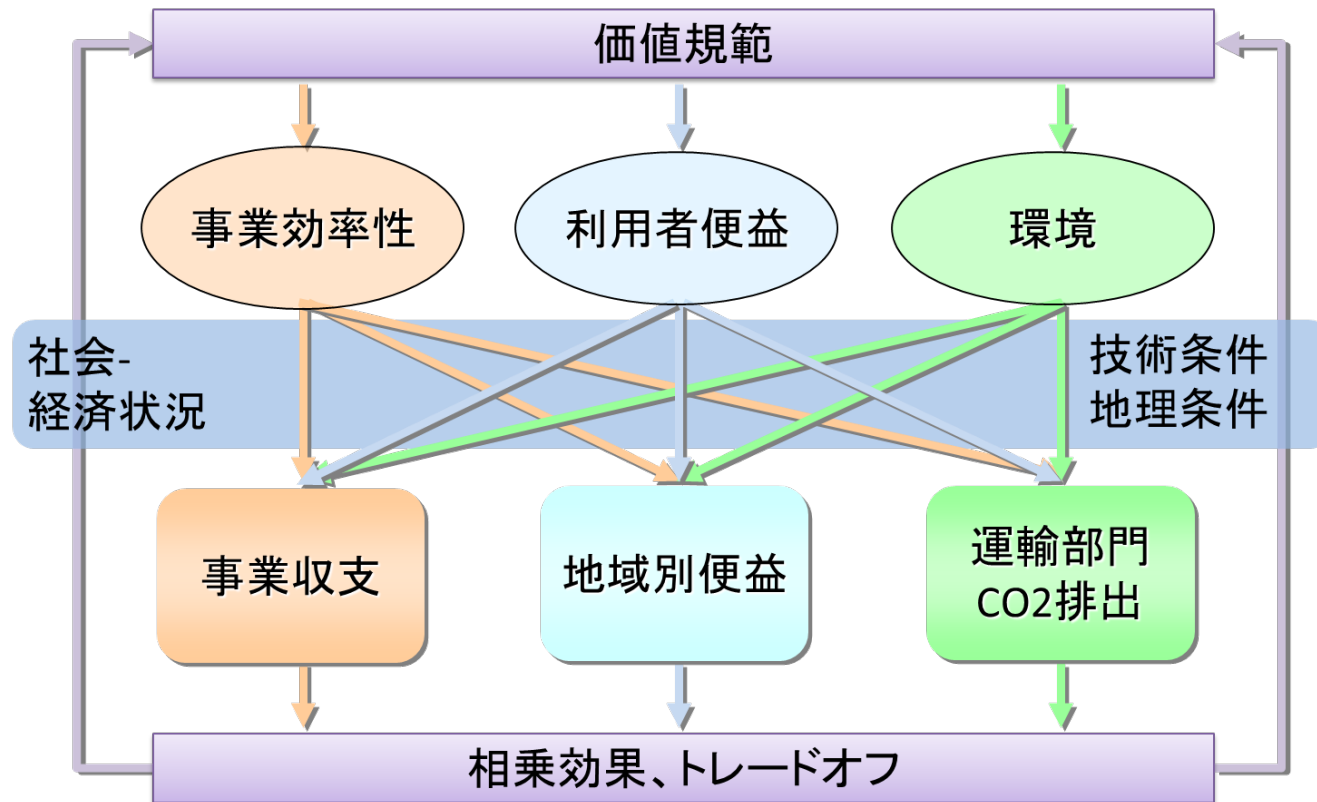 価値規範
事業効率性
利用者便益
環境
社会-
経済状況
技術条件
地理条件
事業収支
地域別便益
運輸部門
CO2排出
相乗効果、トレードオフ